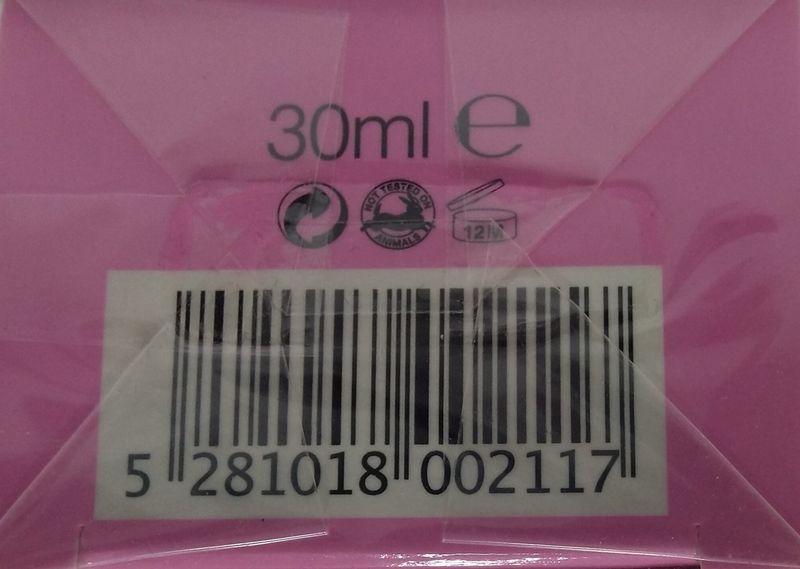 30ml ℮
NOT TESTED ON
ANIMALS
12M
5 281018 002117